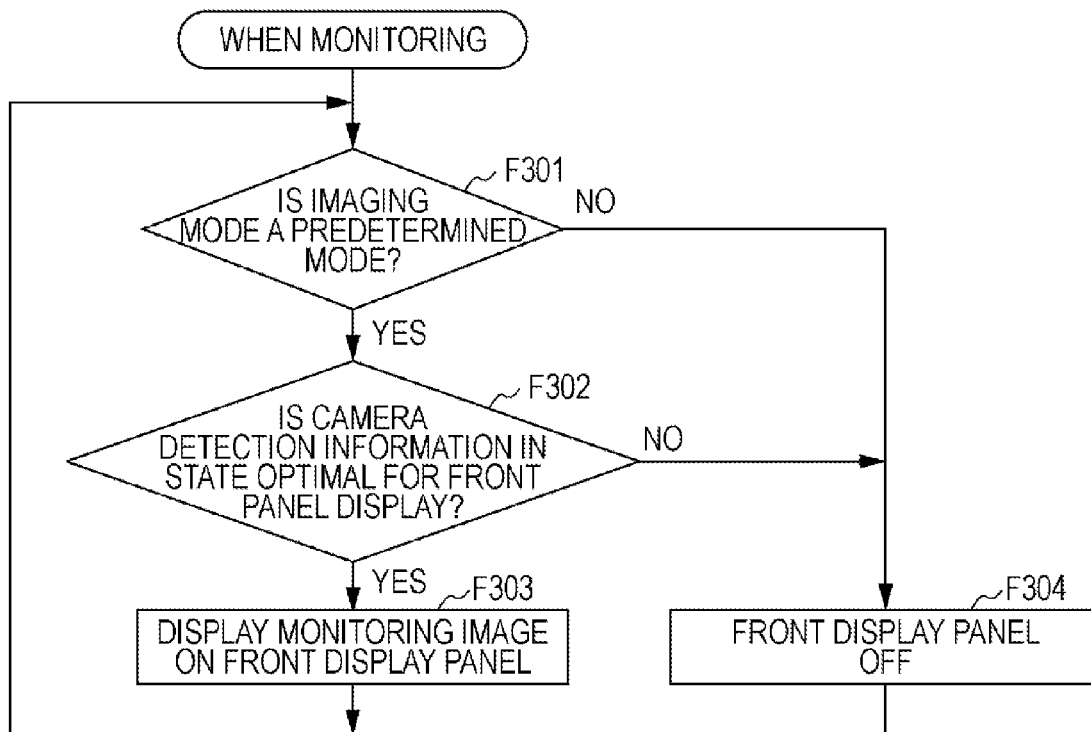 WHEN MONITORING
F301
IS IMAGING
MODE A PREDETERMINED
MODE?
NO
YES
F302
IS CAMERA
DETECTION INFORMATION IN
STATE OPTIMAL FOR FRONT
PANEL DISPLAY?
NO
YES
F303
DISPLAY MONITORING IMAGE
ON FRONT DISPLAY PANEL
F304
FRONT DISPLAY PANEL
OFF